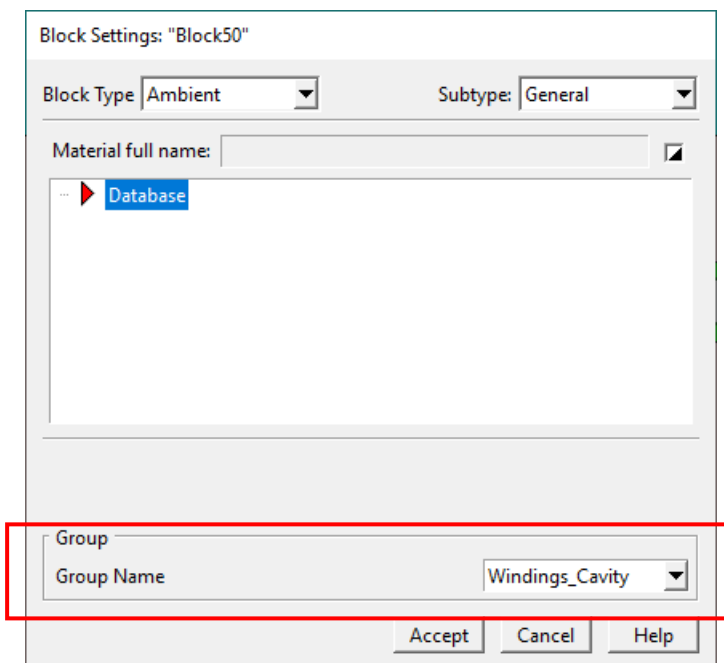 Block Settings: "Block50"
Block Type Ambient Subtype: General
Material full name:
Database
Group
Group Name Windings_Cavity
Accept Cancel Help